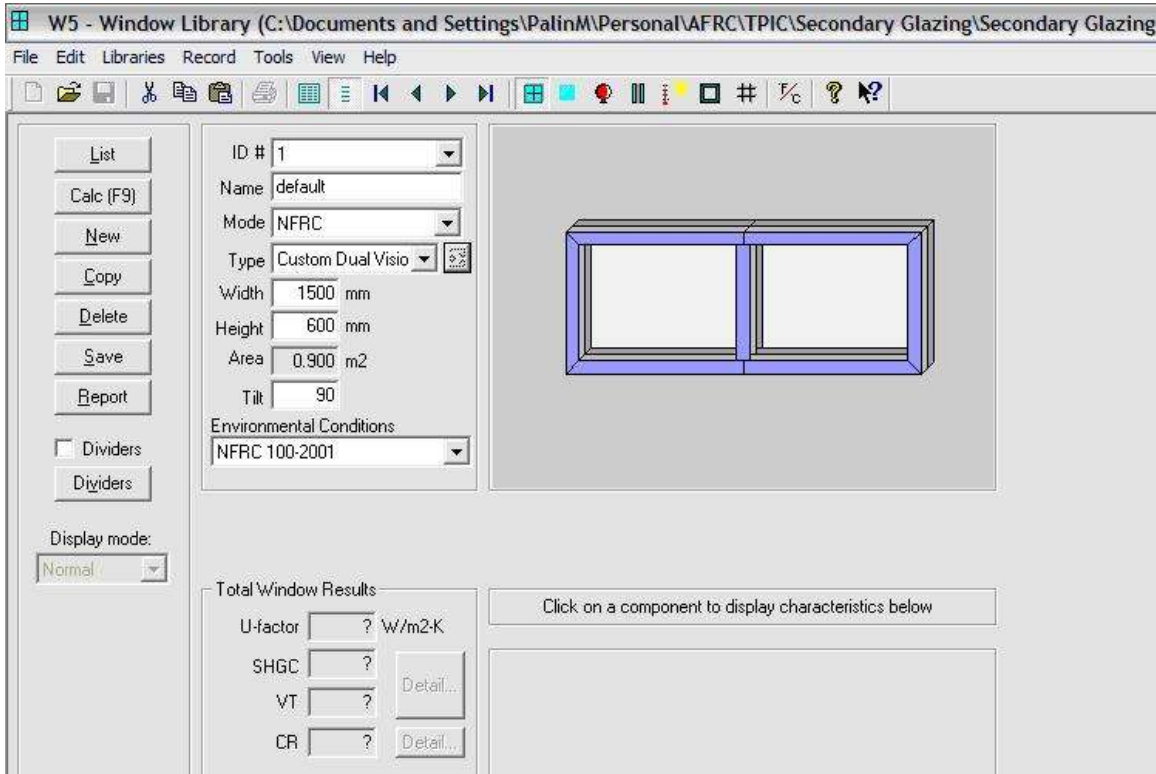 W5 - Window Library (C:\Documents and Settings\PalinM\Personal\AFRC\TPIC\Secondary Glazing\Secondary Glazing
File Edit Libraries Record Tools View Help
List
Calc (F9)
New
Copy
Delete
Save
Report
Dividers
Dividers
Display mode:
Normal
ID # 1
Name default
Mode NFRC
Type Custom Dual Visio
Width 1500 mm
Height 600 mm
Area 0.900 m2
Tilt 90
Environmental Conditions
NFRC 100-2001
Total Window Results
U-factor ? W/m2-K
SHGC ?
VT ?
Detail...
CR ? Detail...
Click on a component to display characteristics below